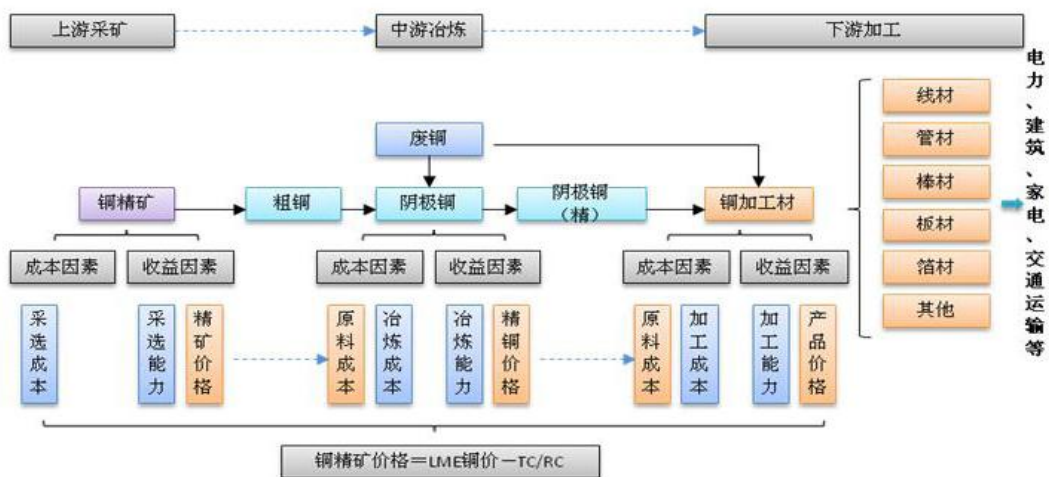 上游采矿
中游冶炼
下游加工
废铜
铜精矿
粗铜
阴极铜
阴极铜
（精）
铜加工材
成本因素
收益因素
成本因素
收益因素
成本因素
收益因素
采选成本
采选能力
精矿价格
原料成本
冶炼成本
冶炼能力
精铜价格
原料成本
加工成本
加工能力
产品价格
线材
管材
棒材
板材
箔材
其他
电力、建筑、家电、交通运输等
铜精矿价格＝LME铜价－TC/RC